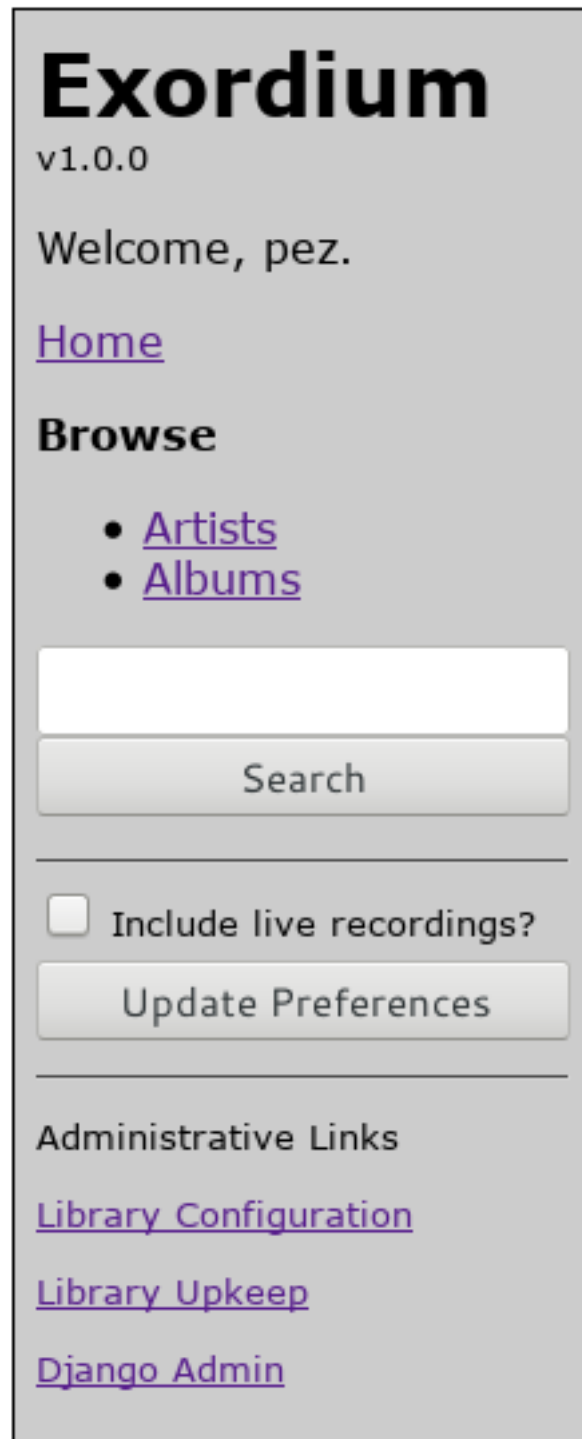 Exordium
v1.0.0
Welcome, pez.
Home
Browse
Artists
Albums
Search
Include live recordings?
Update Preferences
Administrative Links
Library Configuration
Library Upkeep
Django Admin